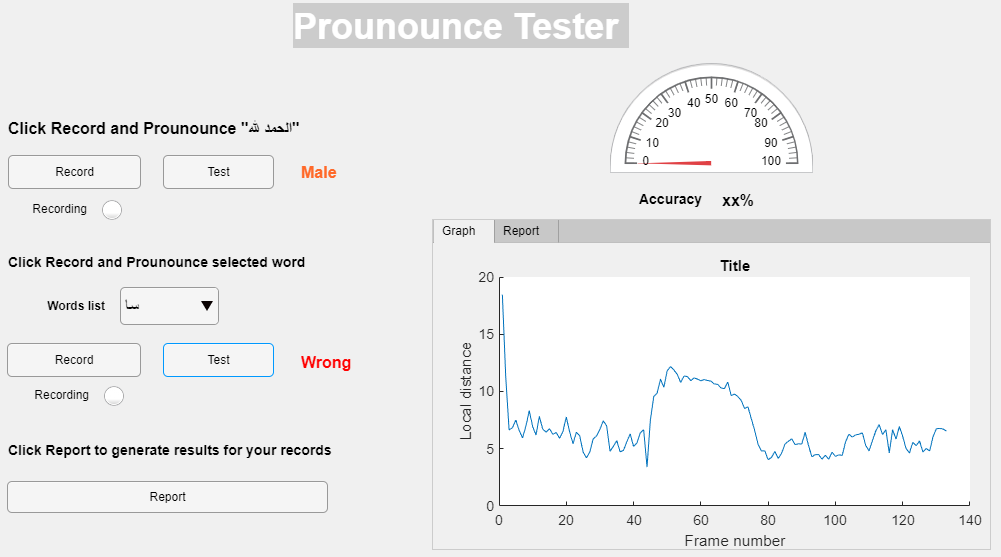 Prounounce Tester
Click Record and Prounounce "الحمد لله"
Record
Test
Male
Recording
Click Record and Prounounce selected word
Words list
سا
Record
Test
Wrong
Recording
Click Report to generate results for your records
Report
0 10 20 30 40 50 60 70 80 90 100
Accuracy xx%
Graph
Report
Title
Local distance
20
15
10
5
0
0 20 40 60 80 100 120 140
Frame number